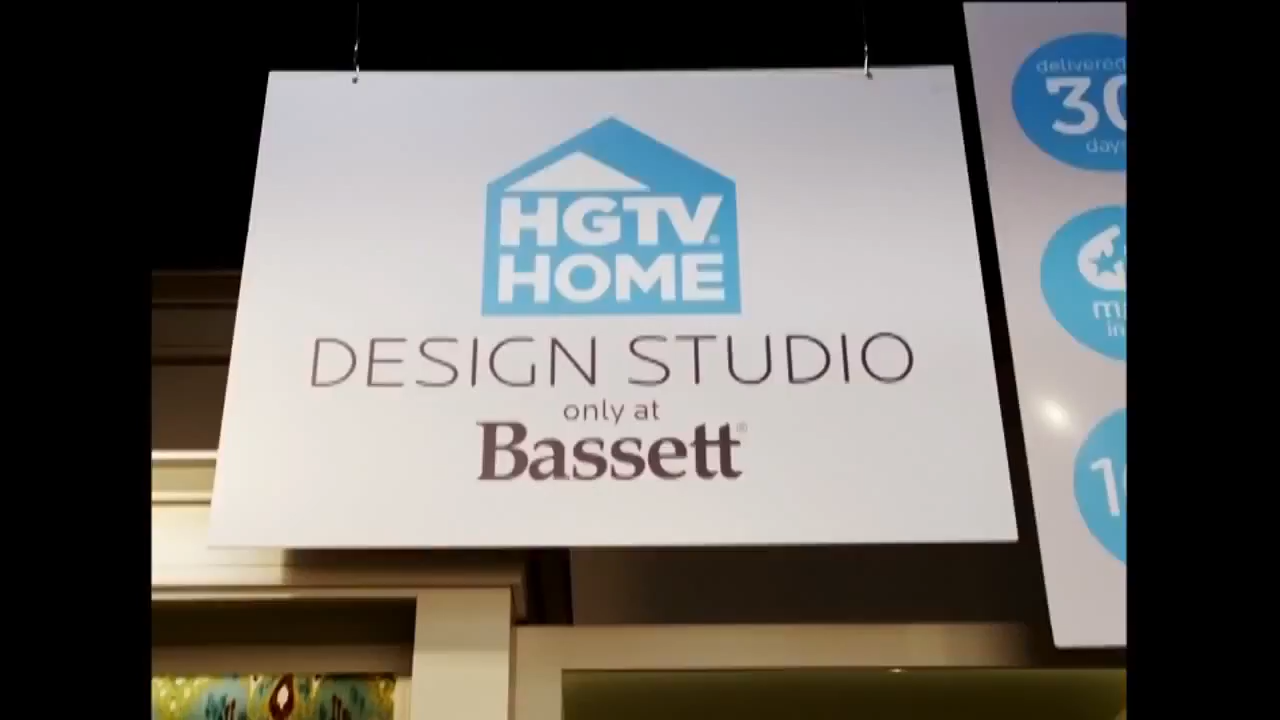 HGTV
HOME
DESIGN STUDIO
only at
Bassett®
delivered
30